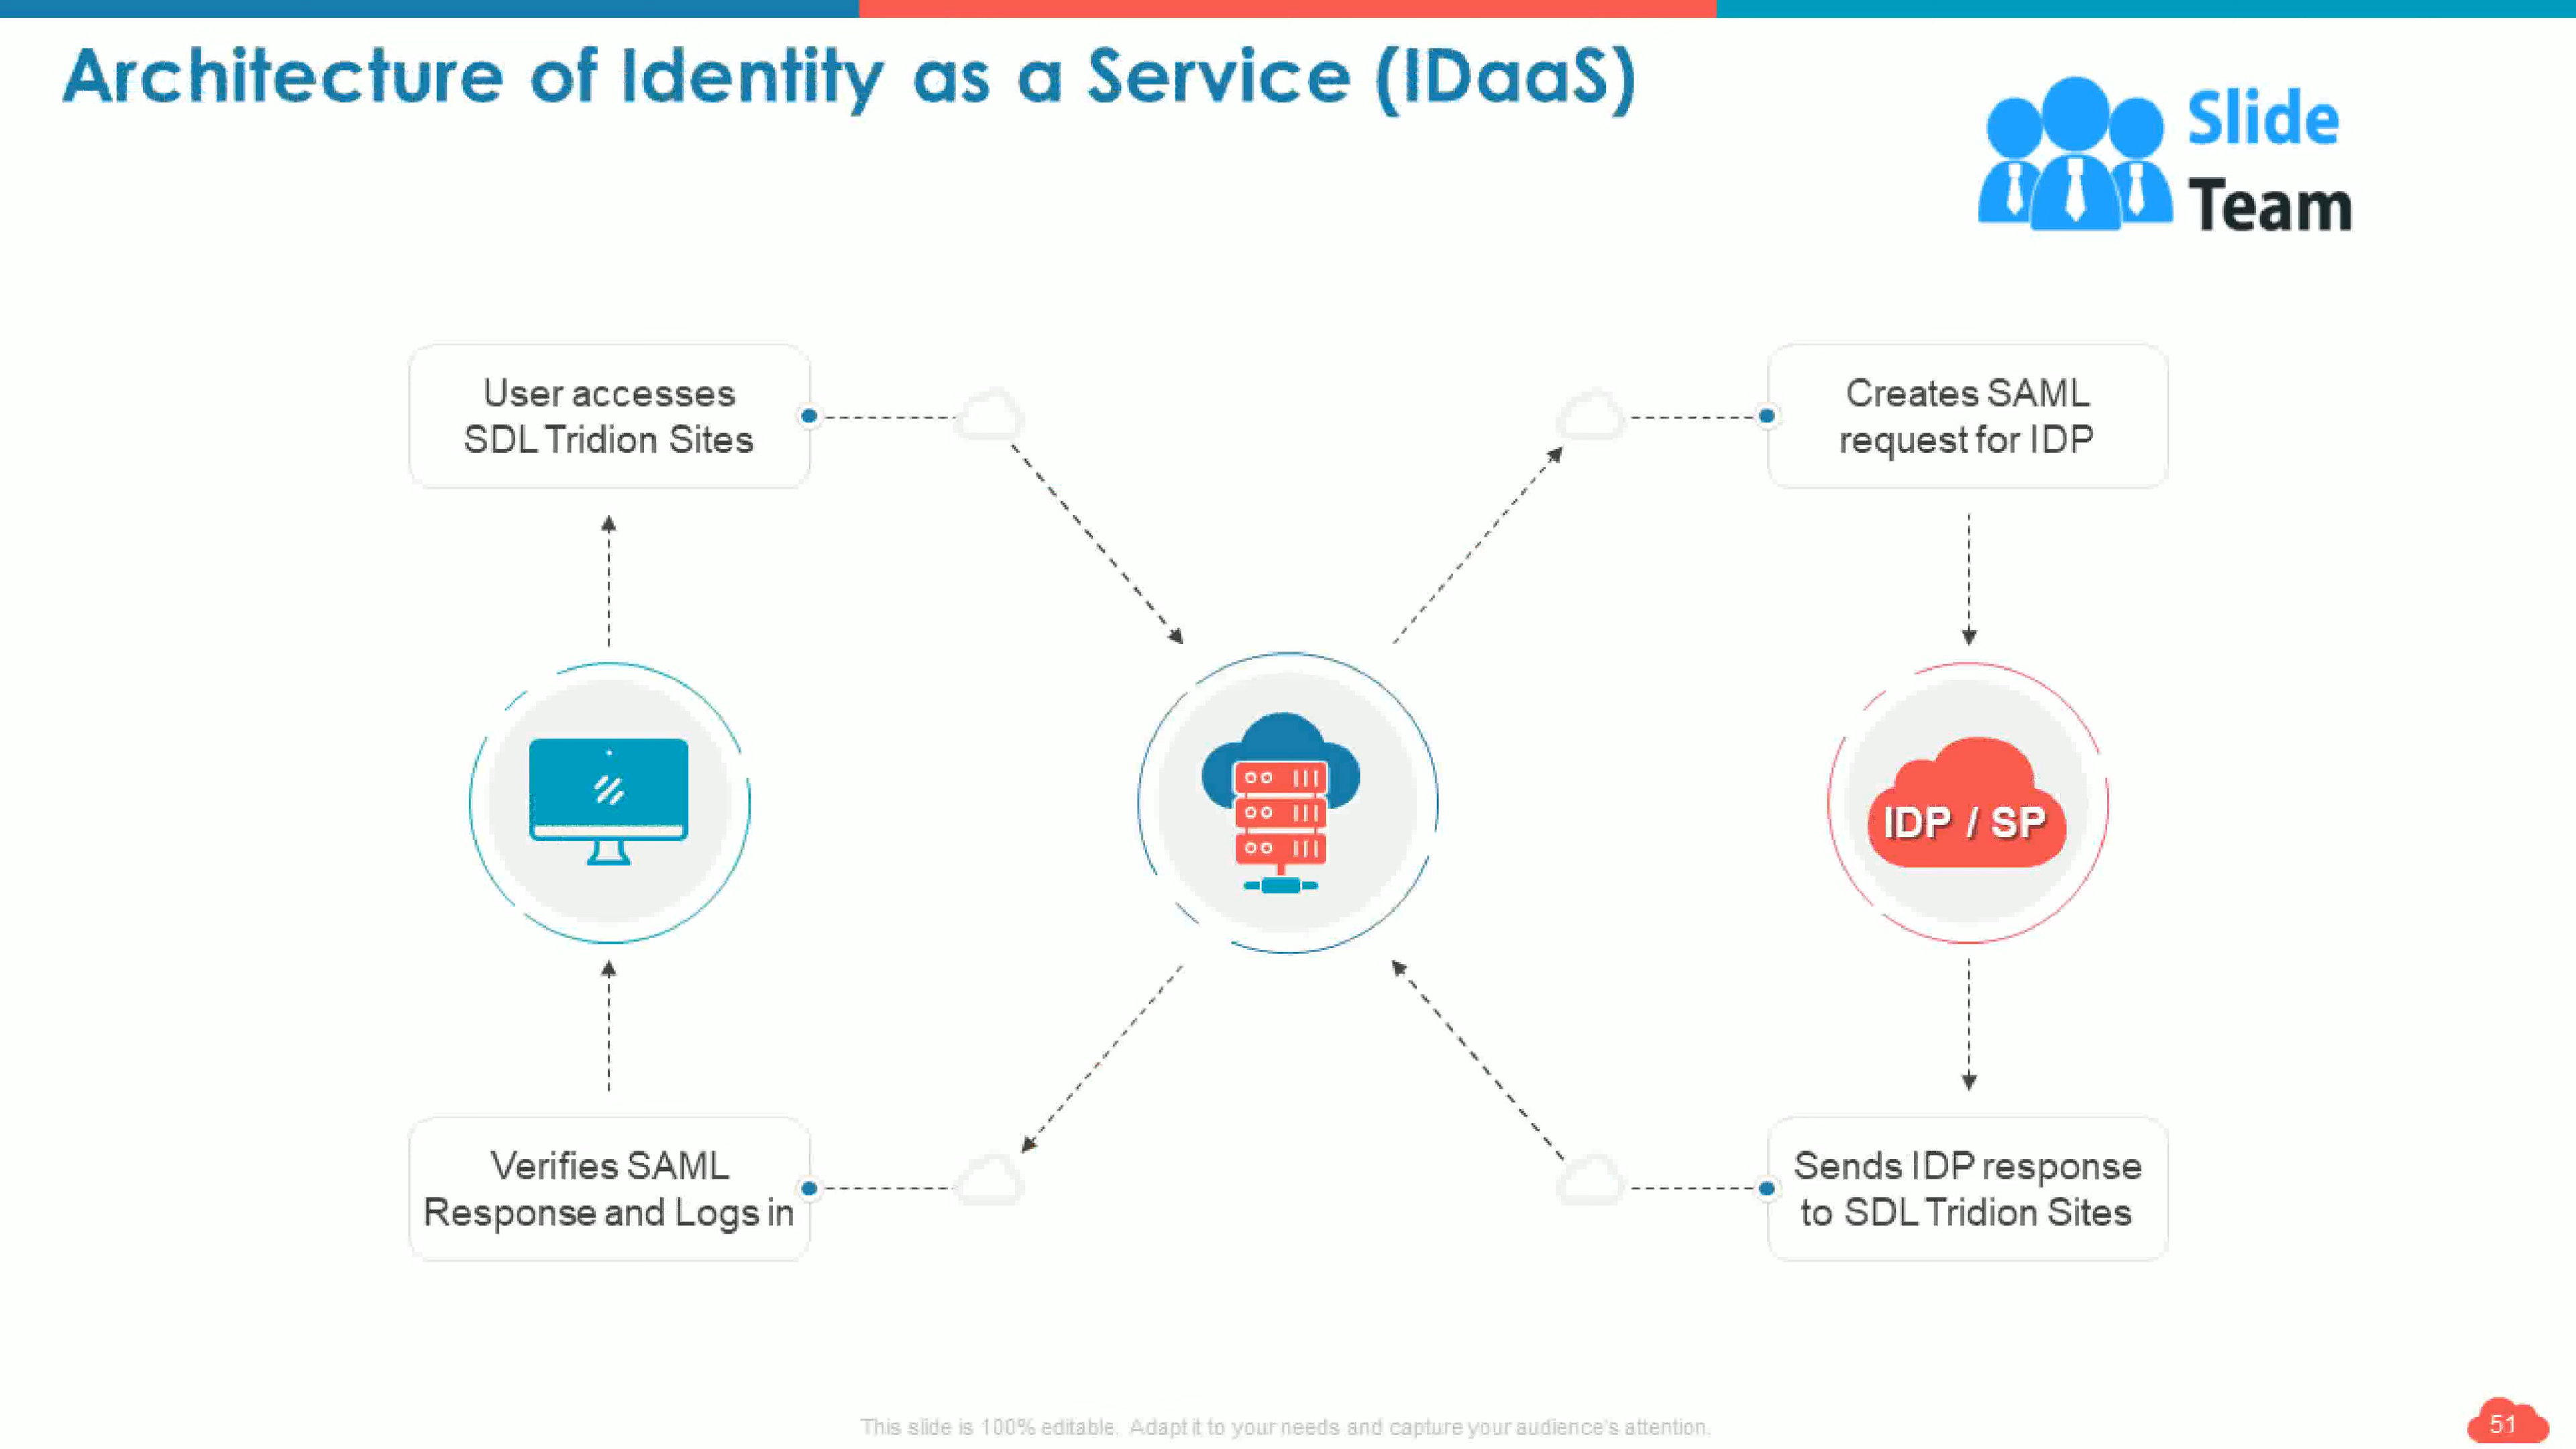 Architecture of Identity as a Service (IDaaS)
Slide
Team
User accesses
SDL Tridion Sites
Creates SAML
request for IDP
IDP / SP
Verifies SAML
Response and Logs in
Sends IDP response
to SDL Tridion Sites
This slide is 100% editable. Adapt it to your needs and capture your audience's attention.
51